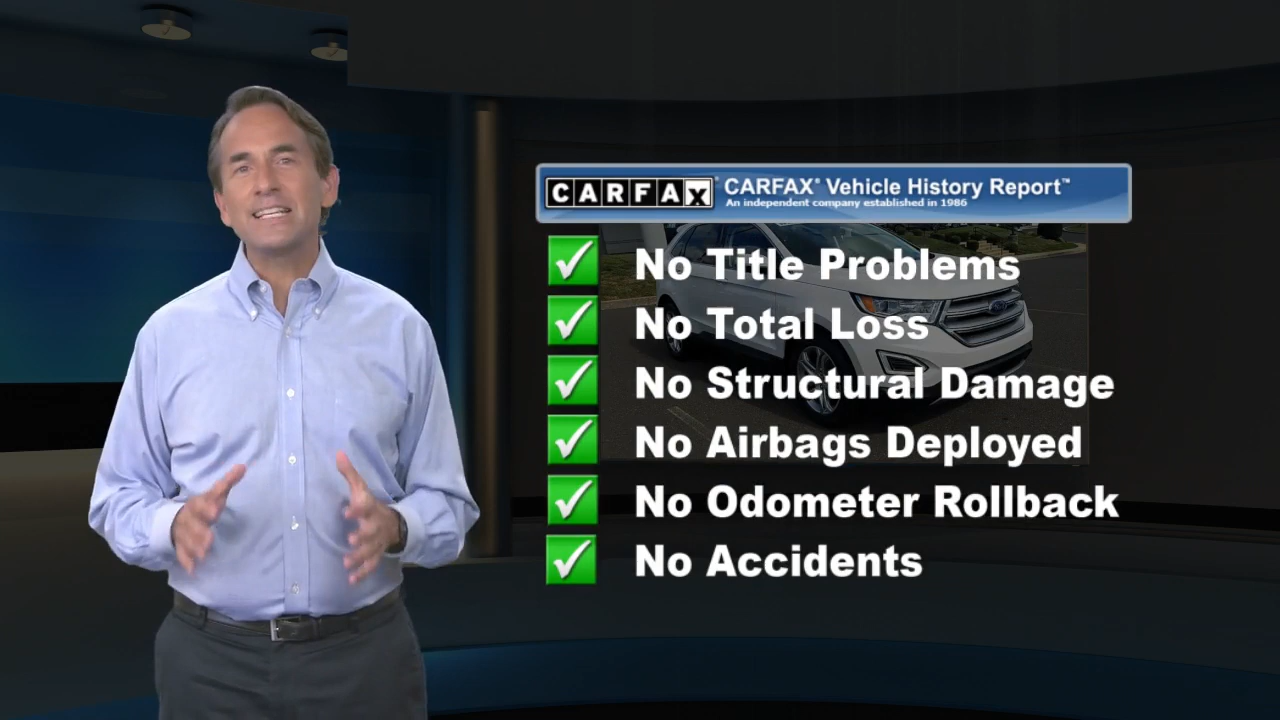 CARFAX® CARFAX® Vehicle History Report™
An independent company established in 1986
No Title Problems
No Total Loss
No Structural Damage
No Airbags Deployed
No Odometer Rollback
No Accidents